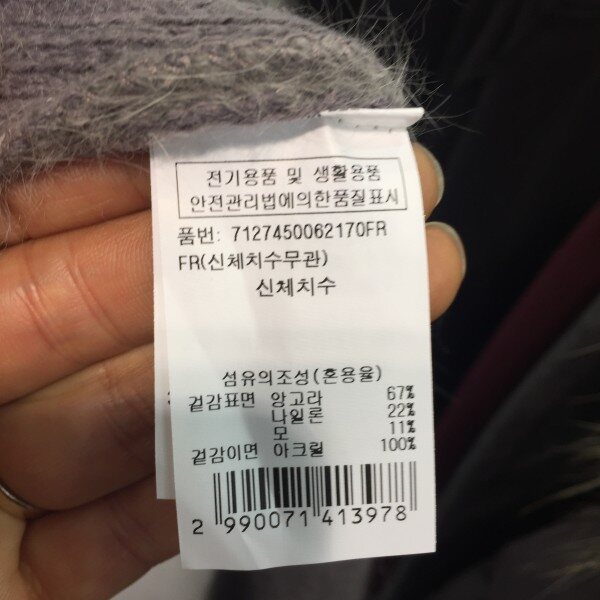 전기용품 및 생활용품
안전관리법에의한품질표시
품번: 7127450062170FR
FR(신체치수무관)
신체치수
섬유의조성(혼용율)
겉감표면 앙고라 67%
나일론 22%
모 11%
겉감이면 아크릴 100%
2 990071 413978